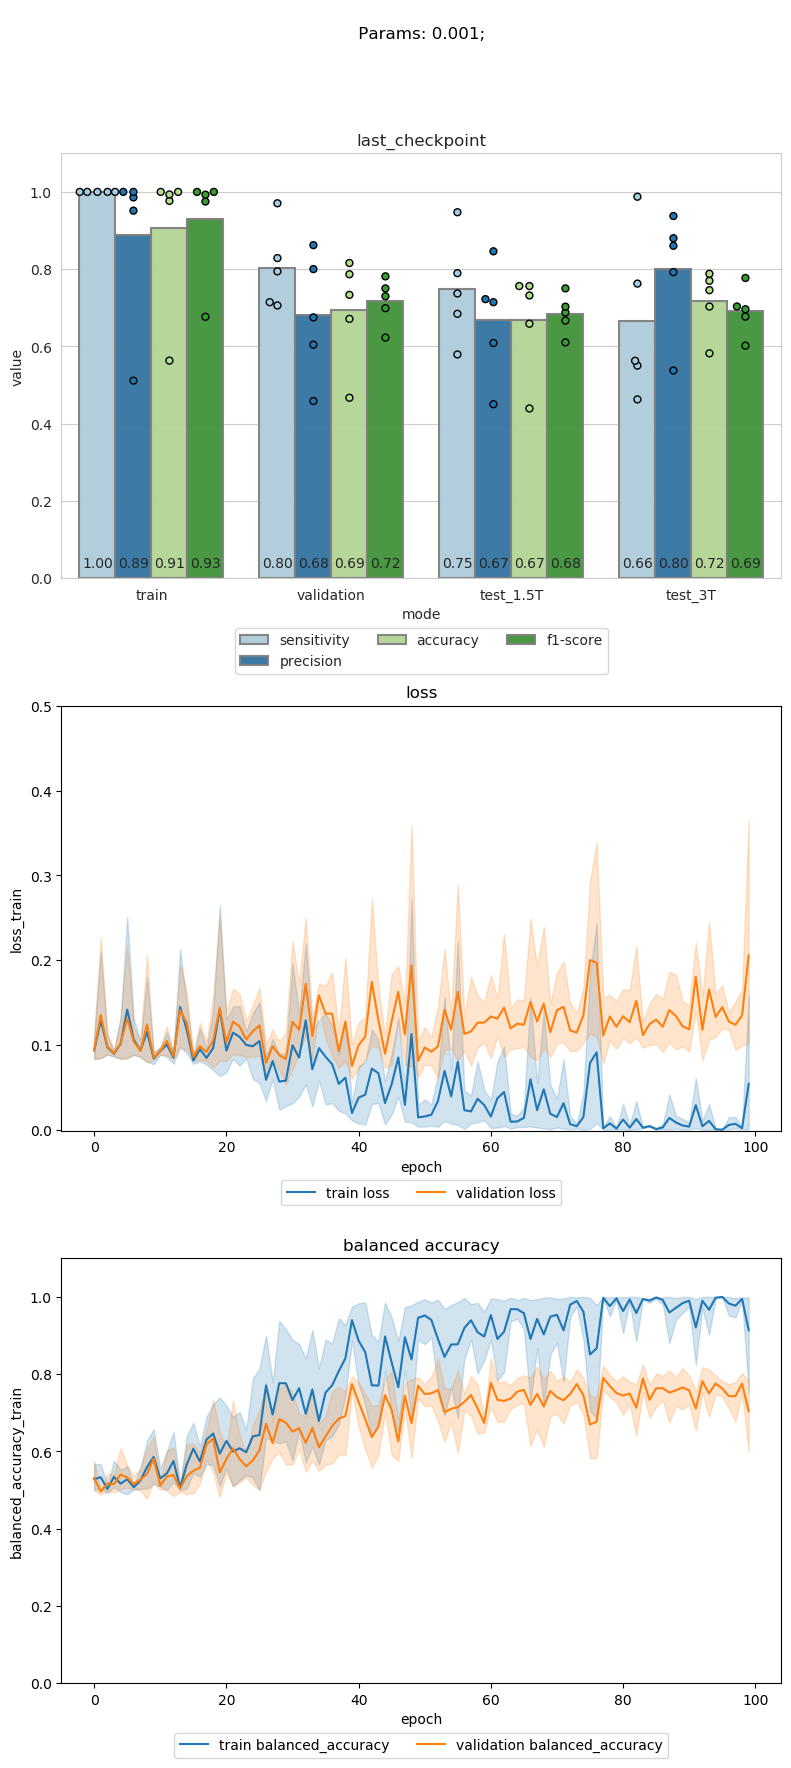 Params: 0.001;
last_checkpoint
1.0
0.8
0.6
0.4
0.2
0.0
value
1.00 0.89 0.91 0.93 0.80 0.68 0.69 0.72 0.75 0.67 0.67 0.68 0.66 0.80 0.72 0.69
train validation test_1.5T test_3T
mode
sensitivity accuracy f1-score
precision
loss
0.5
0.4
0.3
0.2
0.1
0.0
loss_train
0 20 40 60 80 100
epoch
train loss validation loss
balanced accuracy
1.0
0.8
0.6
0.4
0.2
0.0
balanced_accuracy_train
0 20 40 60 80 100
epoch
train balanced_accuracy validation balanced_accuracy